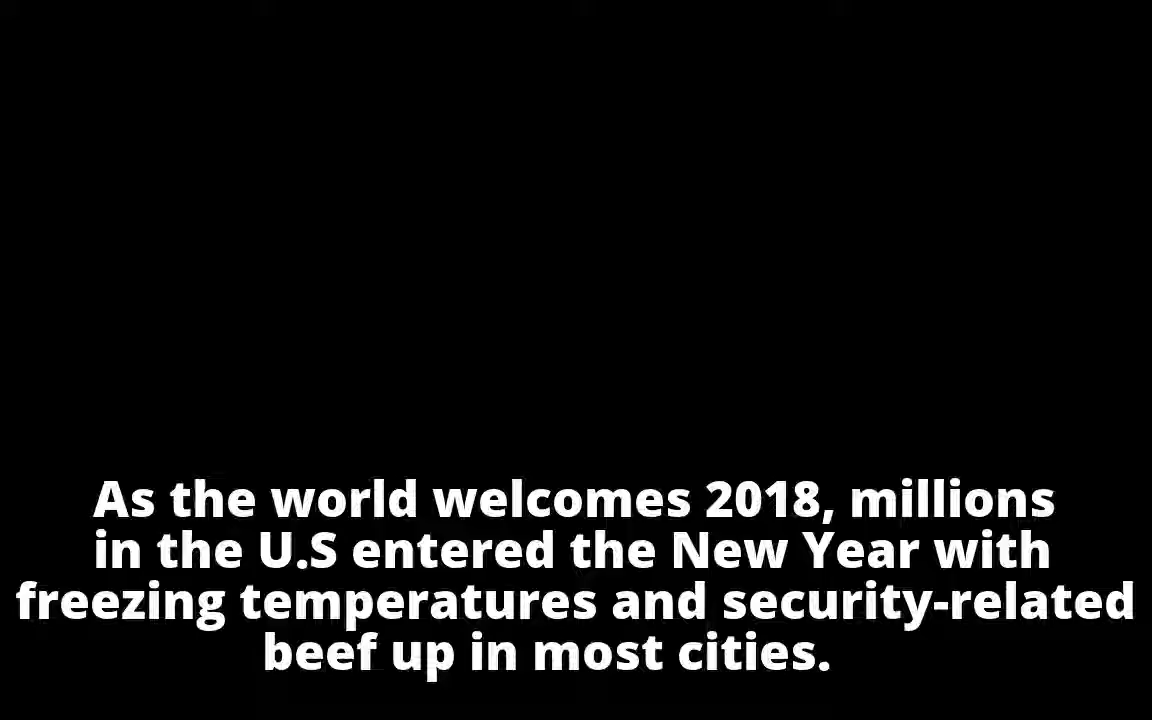 As the world welcomes 2018, millions
in the U.S entered the New Year with
freezing temperatures and security-related
beef up in most cities.